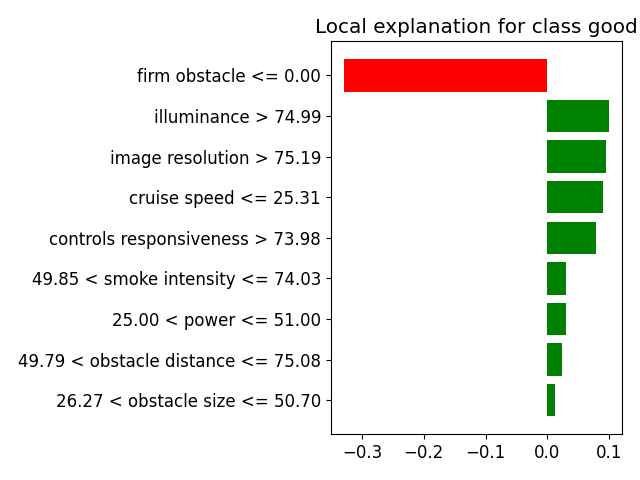 Local explanation for class good
firm obstacle <= 0.00
illuminance > 74.99
image resolution > 75.19
cruise speed <= 25.31
controls responsiveness > 73.98
49.85 < smoke intensity <= 74.03
25.00 < power <= 51.00
49.79 < obstacle distance <= 75.08
26.27 < obstacle size <= 50.70
−0.3 −0.2 −0.1 0.0 0.1